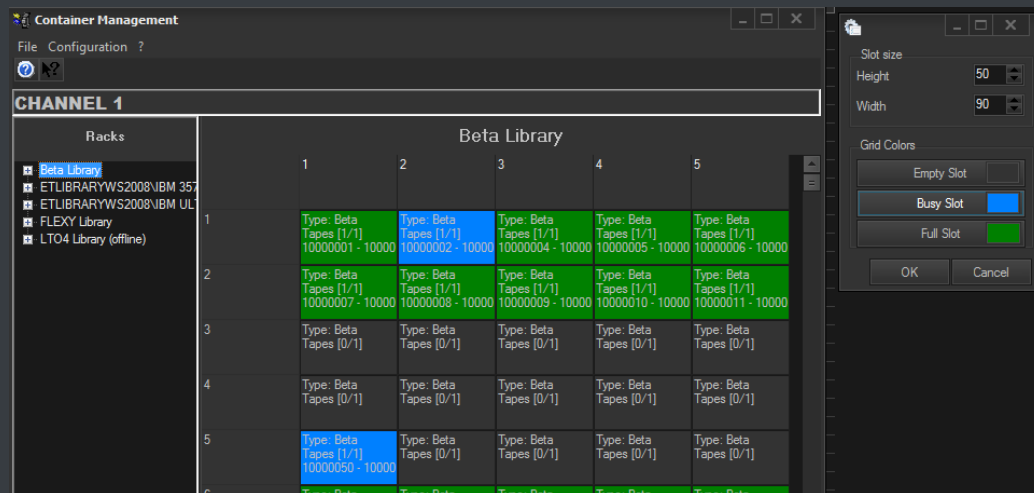 Container Management
File Configuration ?
CHANNEL 1
Racks
Beta Library
ETLIBRARYWS2008\IBM 357
ETLIBRARYWS2008\IBM UL
FLEXY Library
LTO4 Library (offline)
Beta Library
1 2 3 4 5
1
Type: Beta Type: Beta Type: Beta Type: Beta Type: Beta
Tapes [1/1] Tapes [1/1] Tapes [1/1] Tapes [1/1] Tapes [1/1]
10000001 - 10000 10000002 - 10000 10000004 - 10000 10000005 - 10000 10000006 - 10000
2
Type: Beta Type: Beta Type: Beta Type: Beta Type: Beta
Tapes [1/1] Tapes [1/1] Tapes [1/1] Tapes [1/1] Tapes [1/1]
10000007 - 10000 10000008 - 10000 10000009 - 10000 10000010 - 10000 10000011 - 10000
3
Type: Beta Type: Beta Type: Beta Type: Beta Type: Beta
Tapes [0/1] Tapes [0/1] Tapes [0/1] Tapes [0/1] Tapes [0/1]
4
Type: Beta Type: Beta Type: Beta Type: Beta Type: Beta
Tapes [0/1] Tapes [0/1] Tapes [0/1] Tapes [0/1] Tapes [0/1]
5
Type: Beta Type: Beta Type: Beta Type: Beta Type: Beta
Tapes [1/1] Tapes [0/1] Tapes [0/1] Tapes [0/1] Tapes [0/1]
10000050 - 10000
Slot size
Height 50
Width 90
Grid Colors
Empty Slot
Busy Slot
Full Slot
OK Cancel